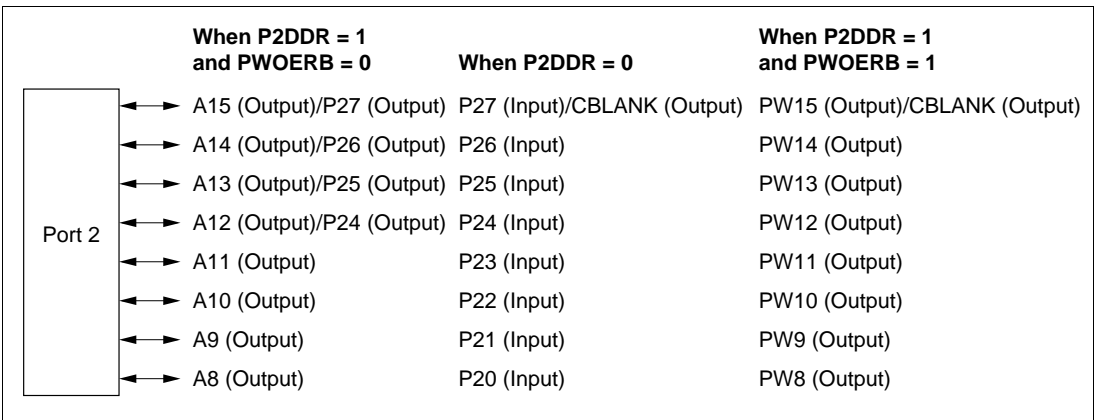 When P2DDR = 1
and PWOERB = 0
When P2DDR = 0
When P2DDR = 1
and PWOERB = 1
Port 2
A15 (Output)/P27 (Output) P27 (Input)/CBLANK (Output) PW15 (Output)/CBLANK (Output)
A14 (Output)/P26 (Output) P26 (Input) PW14 (Output)
A13 (Output)/P25 (Output) P25 (Input) PW13 (Output)
A12 (Output)/P24 (Output) P24 (Input) PW12 (Output)
A11 (Output) P23 (Input) PW11 (Output)
A10 (Output) P22 (Input) PW10 (Output)
A9 (Output) P21 (Input) PW9 (Output)
A8 (Output) P20 (Input) PW8 (Output)